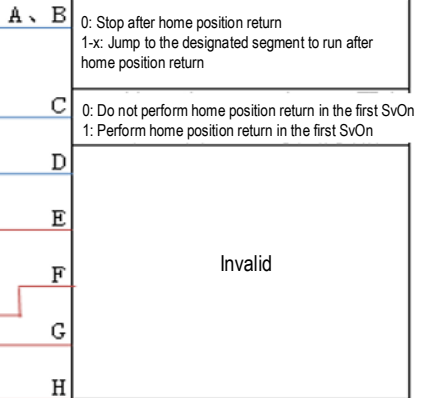 A、B
0: Stop after home position return
1-x: Jump to the designated segment to run after
home position return
C
0: Do not perform home position return in the first SvOn
1: Perform home position return in the first SvOn
D
E
Invalid
F
G
H